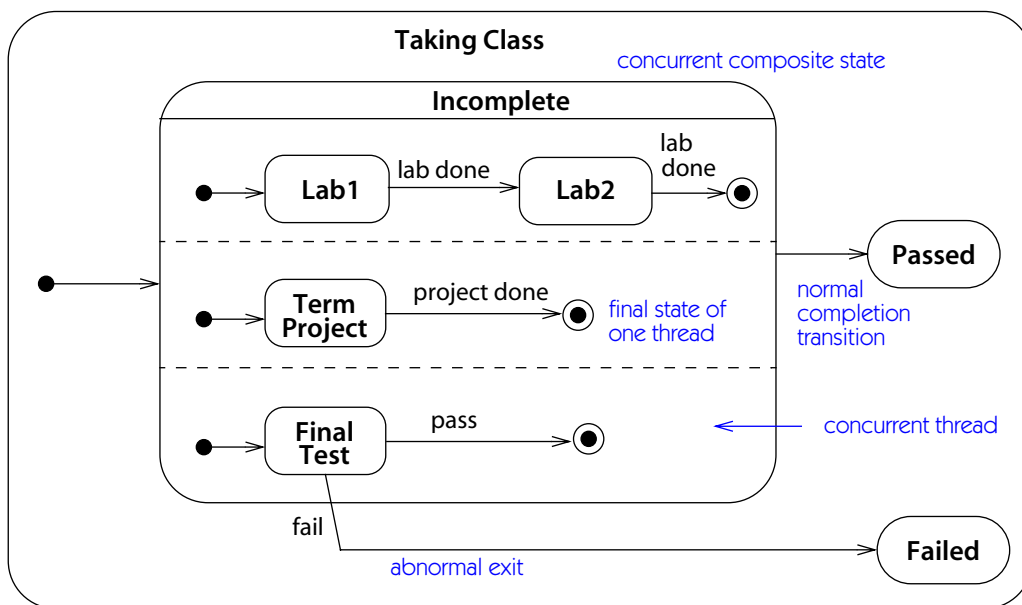 Taking Class
concurrent composite state
Incomplete
Lab1
lab done
Lab2
lab
done
Passed
Term
Project
project done
final state of
one thread
normal
completion
transition
Final
Test
pass
concurrent thread
fail
abnormal exit
Failed